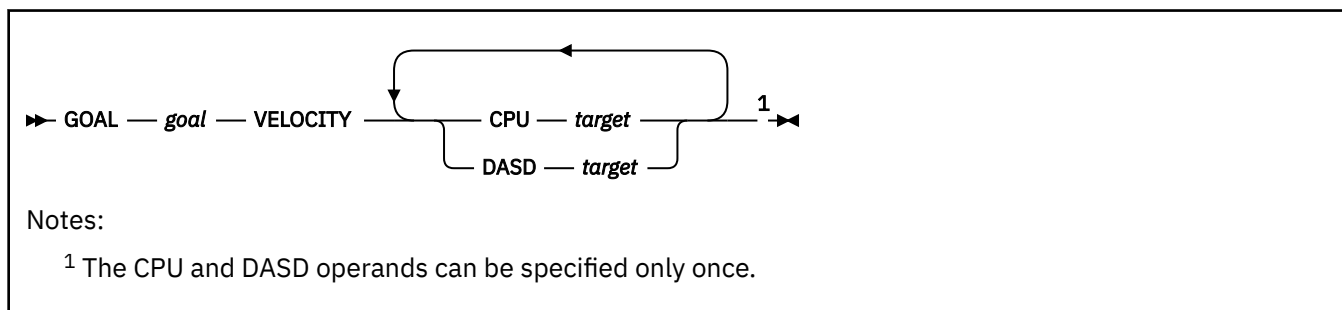 1
GOAL goal VELOCITY CPU target
DASD target
Notes:
1 The CPU and DASD operands can be specified only once.